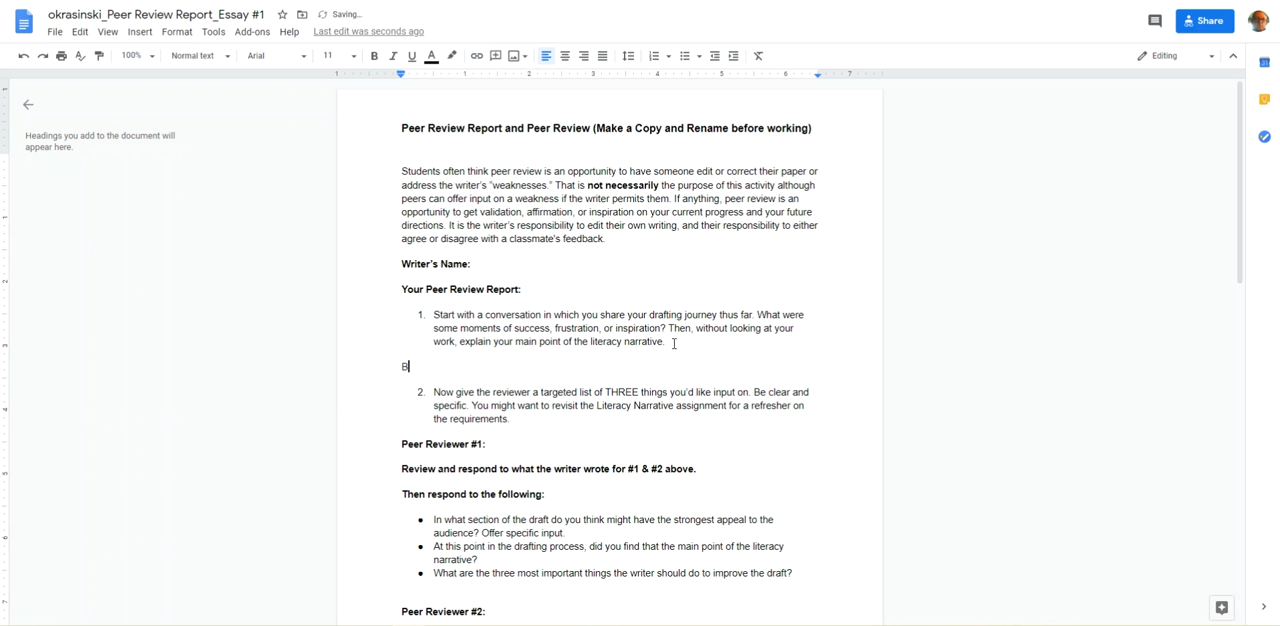 okrasinski_Peer Review Report_Essay #1
Saving...
Share
File Edit View Insert Format Tools Add-ons Help Last edit was seconds ago
100% Normal text Arial 11 B I U A Editing
1 1 2 3 4 5 6 7
Headings you add to the document will
appear here.
Peer Review Report and Peer Review (Make a Copy and Rename before working)
Students often think peer review is an opportunity to have someone edit or correct their paper or
address the writer's "weaknesses." That is not necessarily the purpose of this activity although
peers can offer input on a weakness if the writer permits them. If anything, peer review is an
opportunity to get validation, affirmation, or inspiration on your current progress and your future
directions. It is the writer's responsibility to edit their own writing, and their responsibility to either
agree or disagree with a classmate's feedback.
Writer's Name:
Your Peer Review Report:
1. Start with a conversation in which you share your drafting journey thus far. What were
some moments of success, frustration, or inspiration? Then, without looking at your
work, explain your main point of the literacy narrative.
B
2. Now give the reviewer a targeted list of THREE things you'd like input on. Be clear and
specific. You might want to revisit the Literacy Narrative assignment for a refresher on
the requirements.
Peer Reviewer #1:
Review and respond to what the writer wrote for #1 & #2 above.
Then respond to the following:
● In what section of the draft do you think might have the strongest appeal to the
audience? Offer specific input.
● At this point in the drafting process, did you find that the main point of the literacy
narrative?
● What are the three most important things the writer should do to improve the draft?
Peer Reviewer #2: